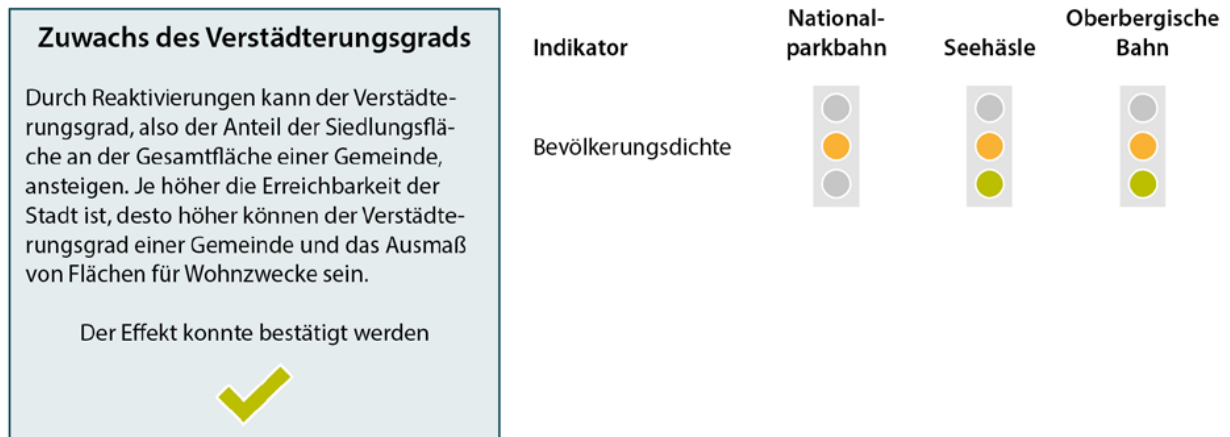 Zuwachs des Verstädterungsgrads
Durch Reaktivierungen kann der Verstädte-
rungsgrad, also der Anteil der Siedlungsflä-
che an der Gesamtfläche einer Gemeinde,
ansteigen. Je höher die Erreichbarkeit der
Stadt ist, desto höher können der Verstädte-
rungsgrad einer Gemeinde und das Ausmaß
von Flächen für Wohnzwecke sein.
Der Effekt konnte bestätigt werden
Indikator
National-
parkbahn
Seehäsle
Oberbergische
Bahn
Bevölkerungsdichte